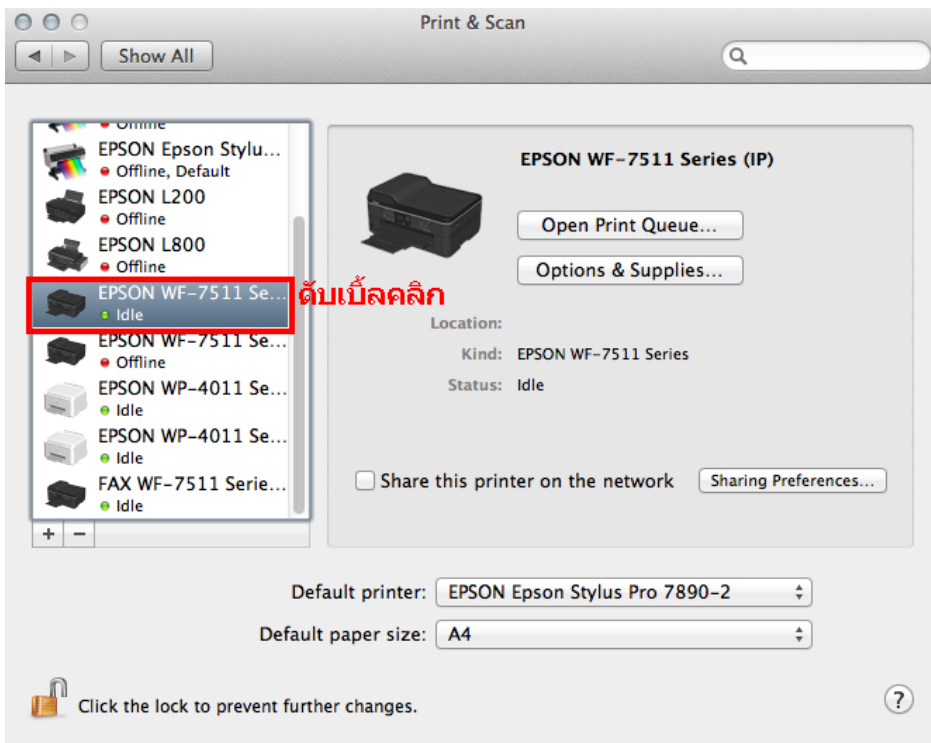 Print & Scan
Show All
Offline
EPSON Epson Stylu...
Offline, Default
EPSON L200
Offline
EPSON L800
Offline
EPSON WF-7511 Se...
Idle
ดับเบิ้ลคลิก
EPSON WF-7511 Se...
Offline
EPSON WP-4011 Se...
Idle
EPSON WP-4011 Se...
Idle
FAX WF-7511 Serie...
Idle
+ −
EPSON WF-7511 Series (IP)
Open Print Queue...
Options & Supplies...
Location:
Kind: EPSON WF-7511 Series
Status: Idle
Share this printer on the network
Sharing Preferences...
Default printer: EPSON Epson Stylus Pro 7890-2
Default paper size: A4
Click the lock to prevent further changes.
?